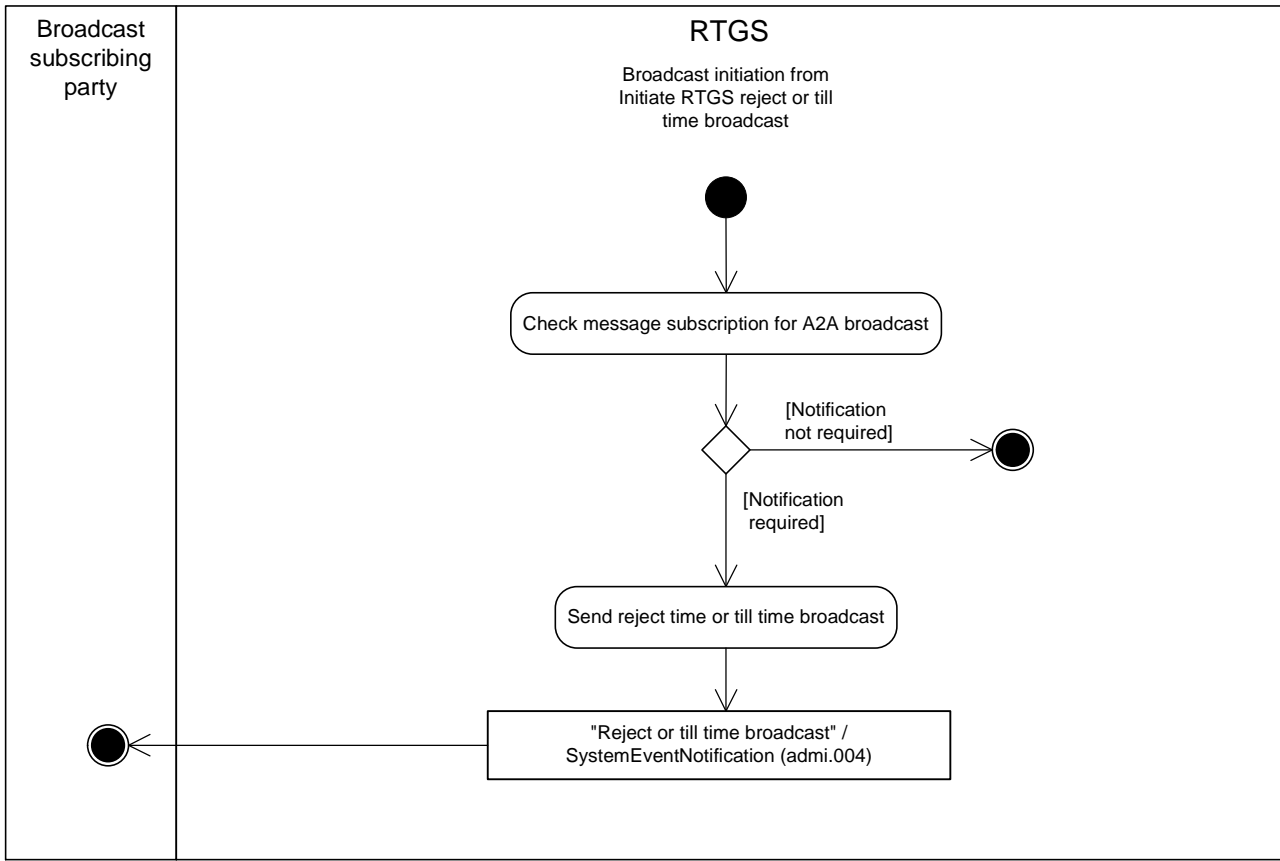 Broadcast
subscribing
party
RTGS
Broadcast initiation from
Initiate RTGS reject or till
time broadcast
Check message subscription for A2A broadcast
[Notification
not required]
[Notification
required]
Send reject time or till time broadcast
"Reject or till time broadcast" /
SystemEventNotification (admi.004)